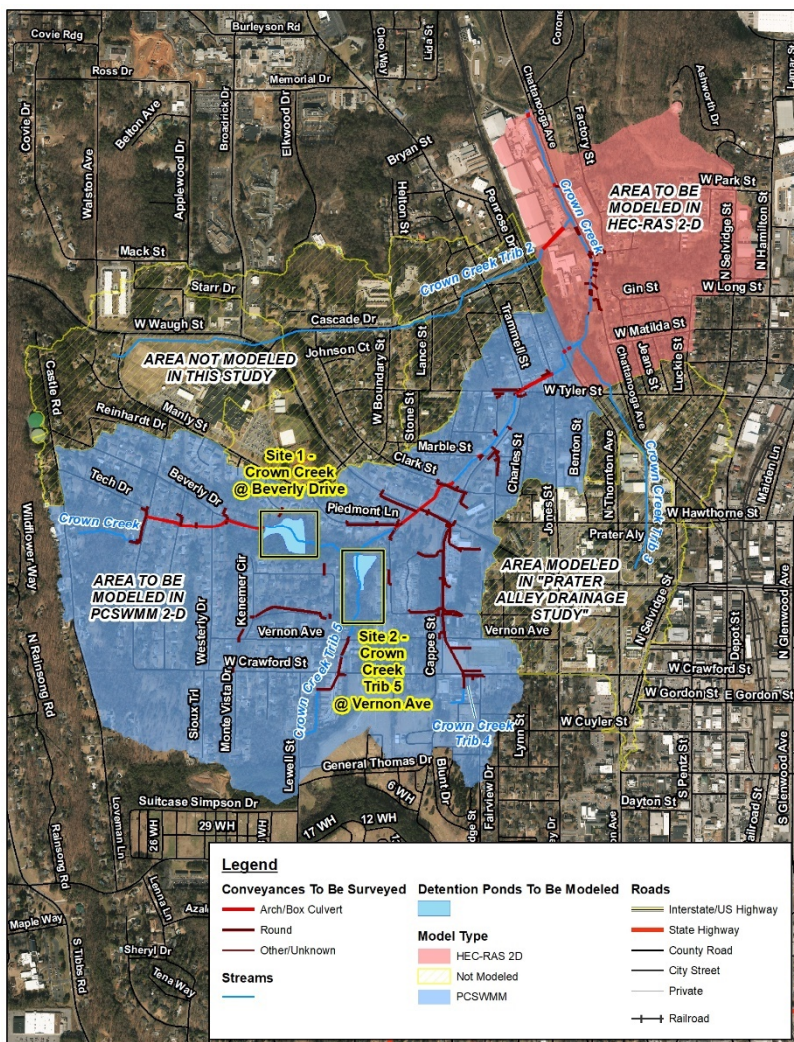 Burleyson Rd
Covie Rdg
Ross Dr
Memorial Dr
Cleo Way
Lida St
Covie Dr
Walston Ave
Belton Ave
Applewood Dr
Broadrick Dr
Elkwood Dr
Bryan St
Helton St
Penrose Dr
Chattanooga Ave
Factory St
Ashworth Dr
Lamar St
W Park St
AREA TO BE
MODELED IN
HEC-RAS 2-D
Crown Creek
N Selvidge St
N Hamilton St
Mack St
Starr Dr
Crown Creek Trib 2
Gin St
W Long St
W Waugh St
Cascade Dr
Trammell St
W Matilda St
AREA NOT MODELED
IN THIS STUDY
Johnson Ct
W Boundary St
Lance St
Jeans St
Luckie St
Chattanooga Ave
Castle Rd
Reinhardt Dr
Manly St
Stone St
W Tyler St
Site 1 -
Crown Creek
@ Beverly Drive
Marble St
Clark St
Charles St
Benton St
N Thornton Ave
Crown Creek Trib 3
Maiden Ln
Tech Dr
Beverly Dr
Piedmont Ln
Jones St
W Hawthorne St
Crown Creek
Prater Aly
Wildflower Way
AREA TO BE
MODELED IN
PCSWMM 2-D
Westerly Dr
Kenemer Cir
AREA MODELED
IN "PRATER
ALLEY DRAINAGE
STUDY"
N Selvidge St
N Glenwood Ave
Depot St
Vernon Ave
Vernon Ave
Site 2 -
Crown
Creek
Trib 5
@ Vernon Ave
Cappes St
N Rainsong Rd
W Crawford St
W Crawford St
Crown Creek Trib 5
Sioux Trl
Monte Vista Dr
W Gordon St
E Gordon St
Crown Creek
Trib 4
Lynn St
W Cuyler St
Lewell St
General Thomas Dr
Blunt Dr
Fairview Dr
S Pentz St
S Glenwood Ave
Dayton St
Railroad St
Suitcase Simpson Dr
Loveman Ln
26 WH
29 WH
17 WH
12 WH
6 WH
Rainsong Rd
Lenna Ln
Maple Way
Sheryl Dr
Tena Way
S Tibbs Rd
Legend
Conveyances To Be Surveyed
Arch/Box Culvert
Round
Other/Unknown
Streams
Detention Ponds To Be Modeled
Model Type
HEC-RAS 2D
Not Modeled
PCSWMM
Roads
Interstate/US Highway
State Highway
County Road
City Street
Private
Railroad